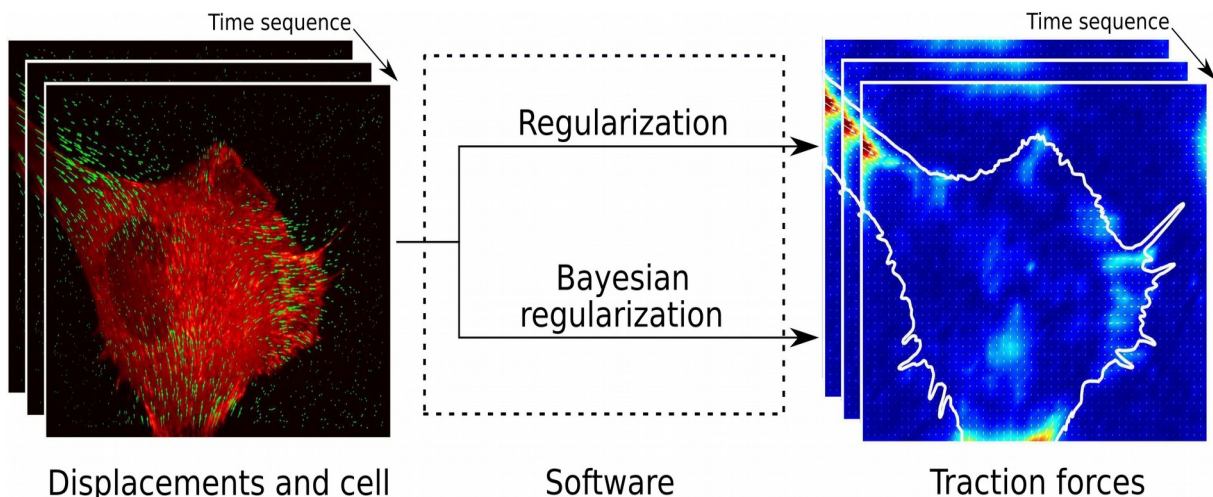 Time sequence
Time sequence
Regularization
Bayesian
regularization
Displacements and cell
Software
Traction forces